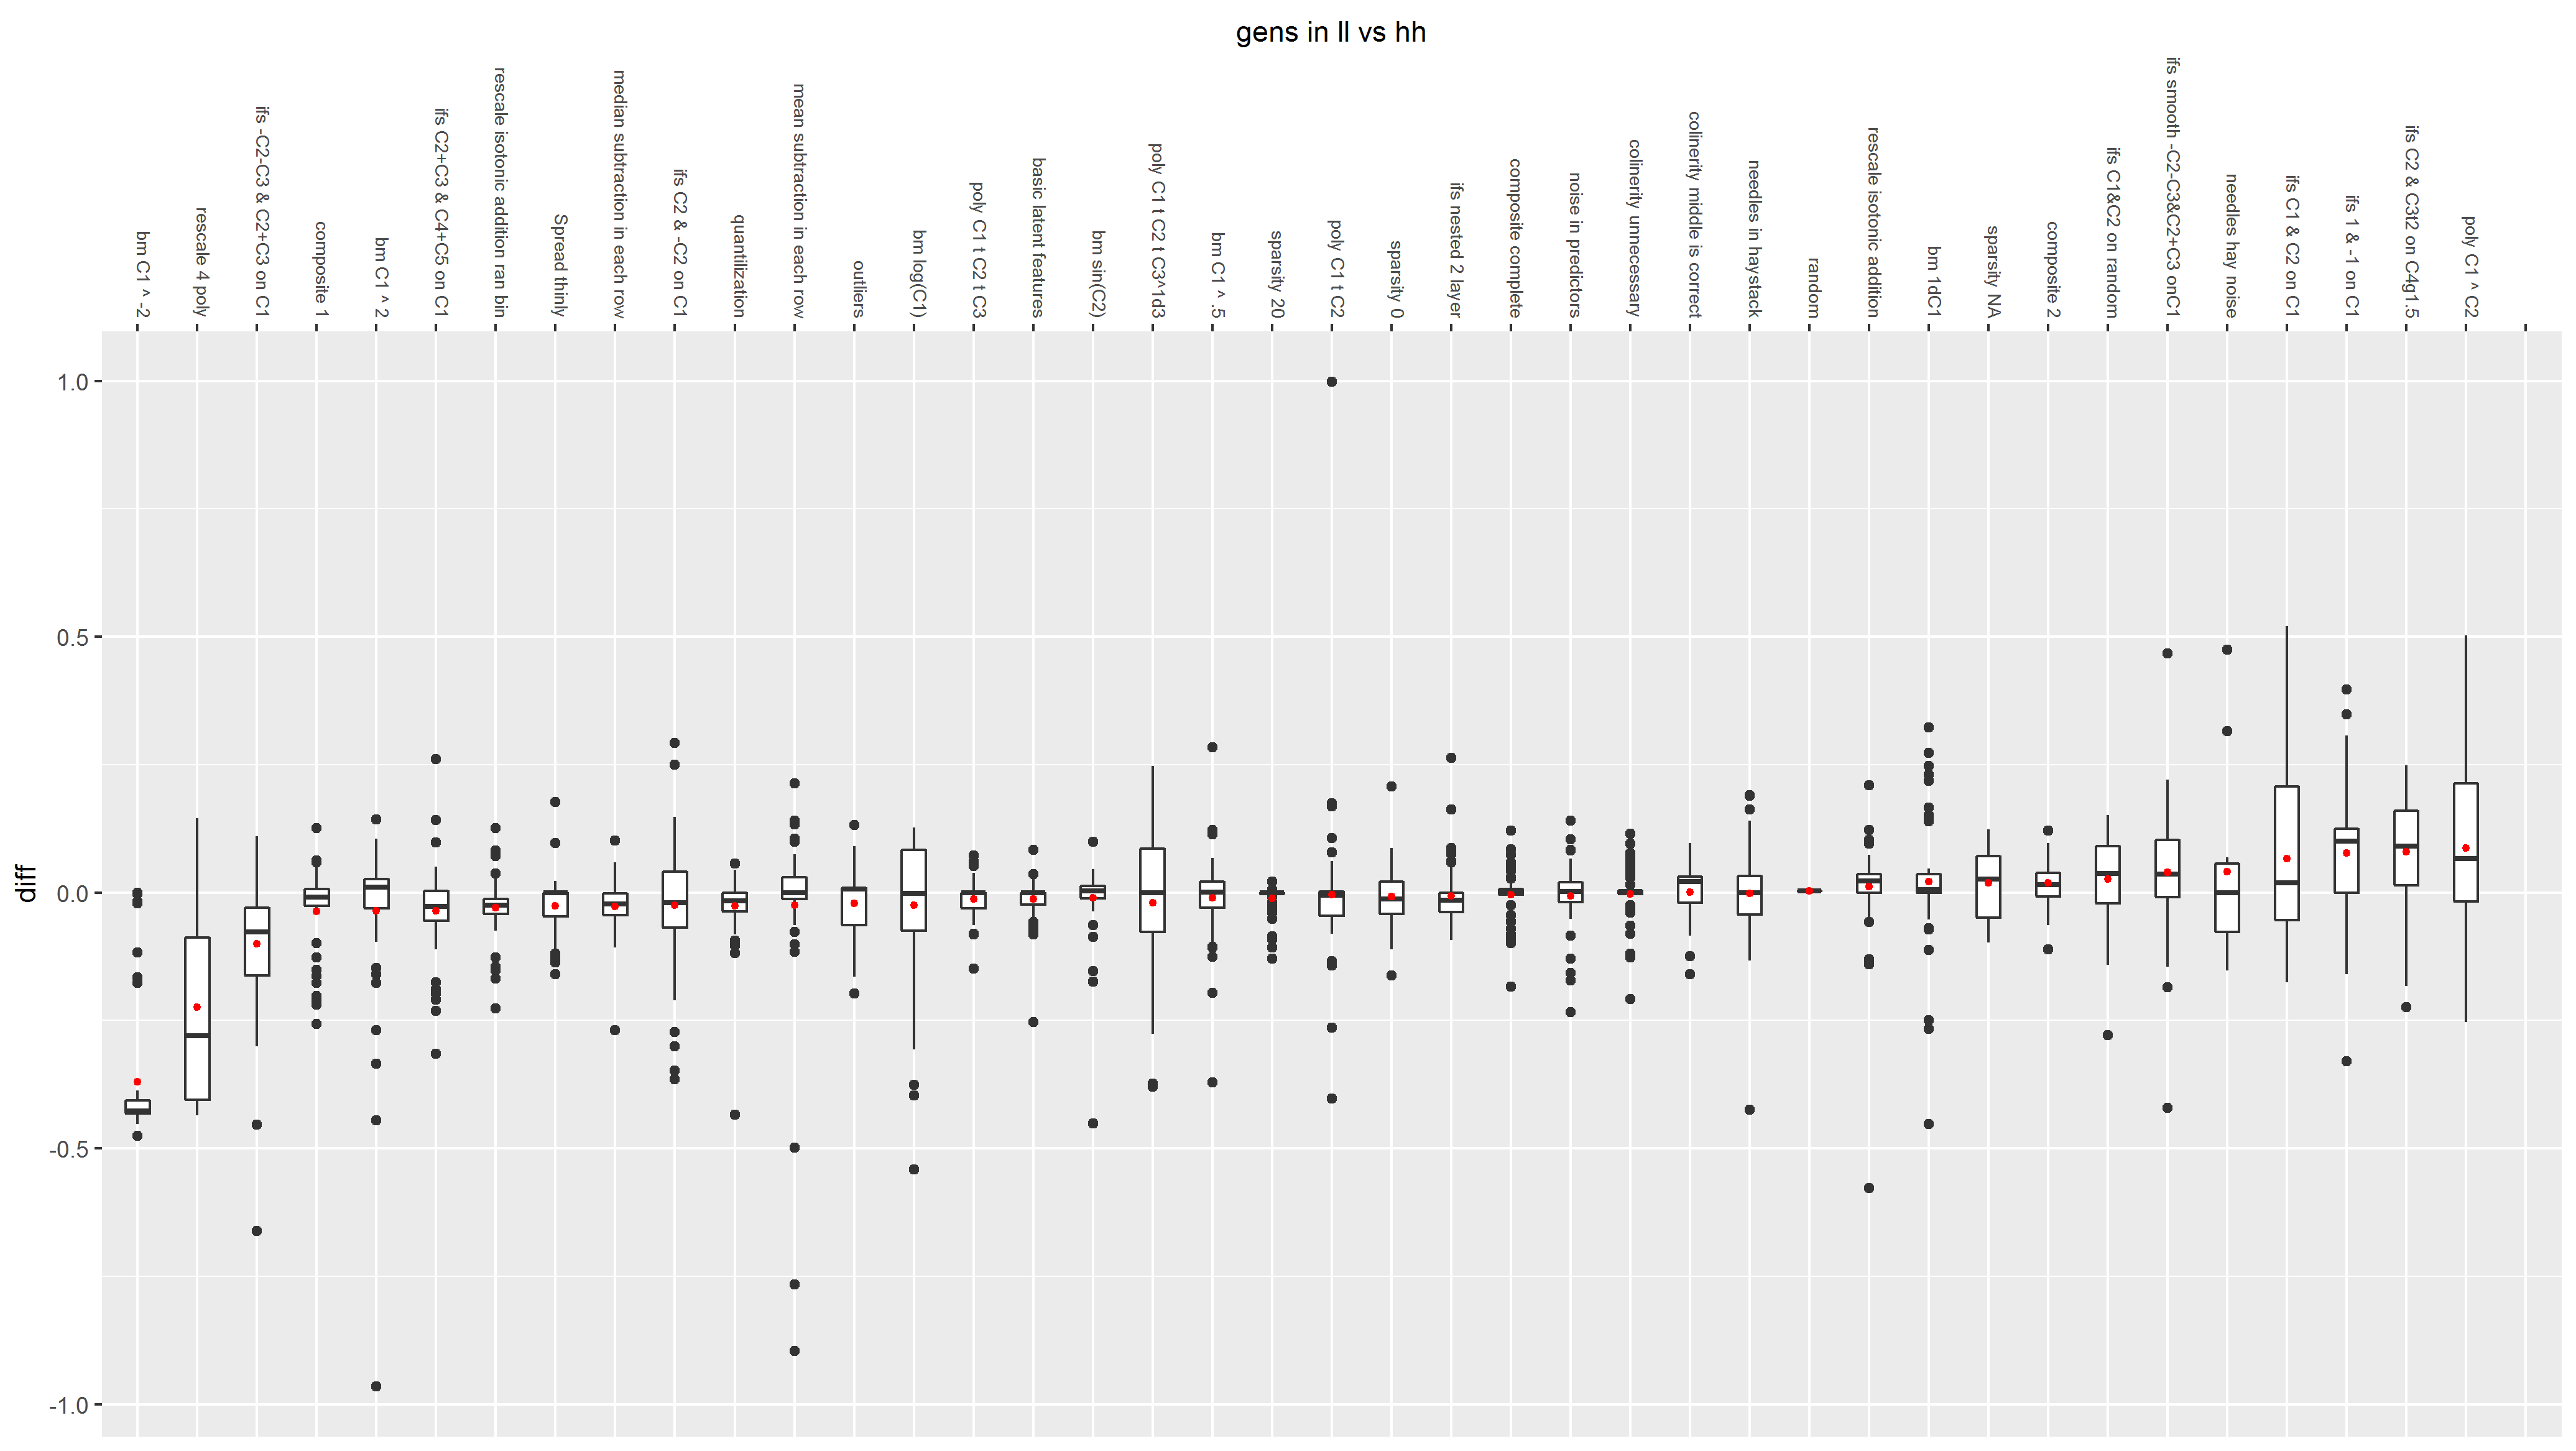 gens in ll vs hh
bm C1 ^ -2
rescale 4 poly
ifs -C2-C3 & C2+C3 on C1
composite 1
bm C1 ^ 2
ifs C2+C3 & C4+C5 on C1
rescale isotonic addition ran bin
Spread thinly
median subtraction in each row
ifs C2 & -C2 on C1
quantilization
mean subtraction in each row
outliers
bm log(C1)
poly C1 t C2 t C3
basic latent features
bm sin(C2)
poly C1 t C2 t C3^1d3
bm C1 ^ .5
sparsity 20
poly C1 t C2
sparsity 0
ifs nested 2 layer
composite complete
noise in predictors
colinerity unnecessary
colinerity middle is correct
needles in haystack
random
rescale isotonic addition
bm 1dC1
sparsity NA
composite 2
ifs C1&C2 on random
ifs smooth -C2-C3&C2+C3 onC1
needles hay noise
ifs C1 & C2 on C1
ifs 1 & -1 on C1
ifs C2 & C3t2 on C4g1.5
poly C1 ^ C2
1.0
0.5
0.0
-0.5
-1.0
diff